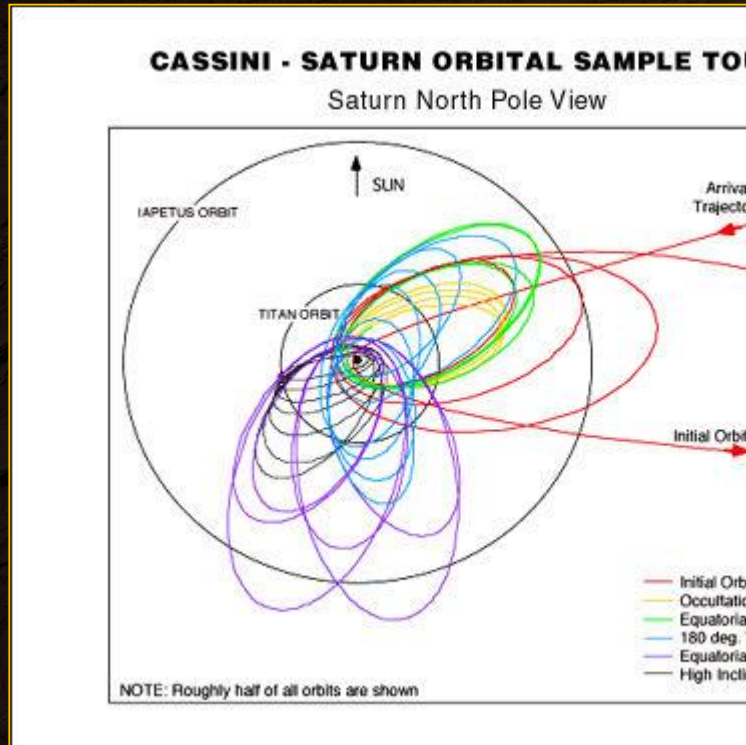 CASSINI - SATURN ORBITAL SAMPLE TOU
Saturn North Pole View
SUN
IAPETUS ORBIT
Arriva
Trajecto
TITAN ORBIT
Initial Orbit
Initial Orb
Occultatio
Equatoria
180 deg.
Equatoria
High Incli
NOTE: Roughly half of all orbits are shown